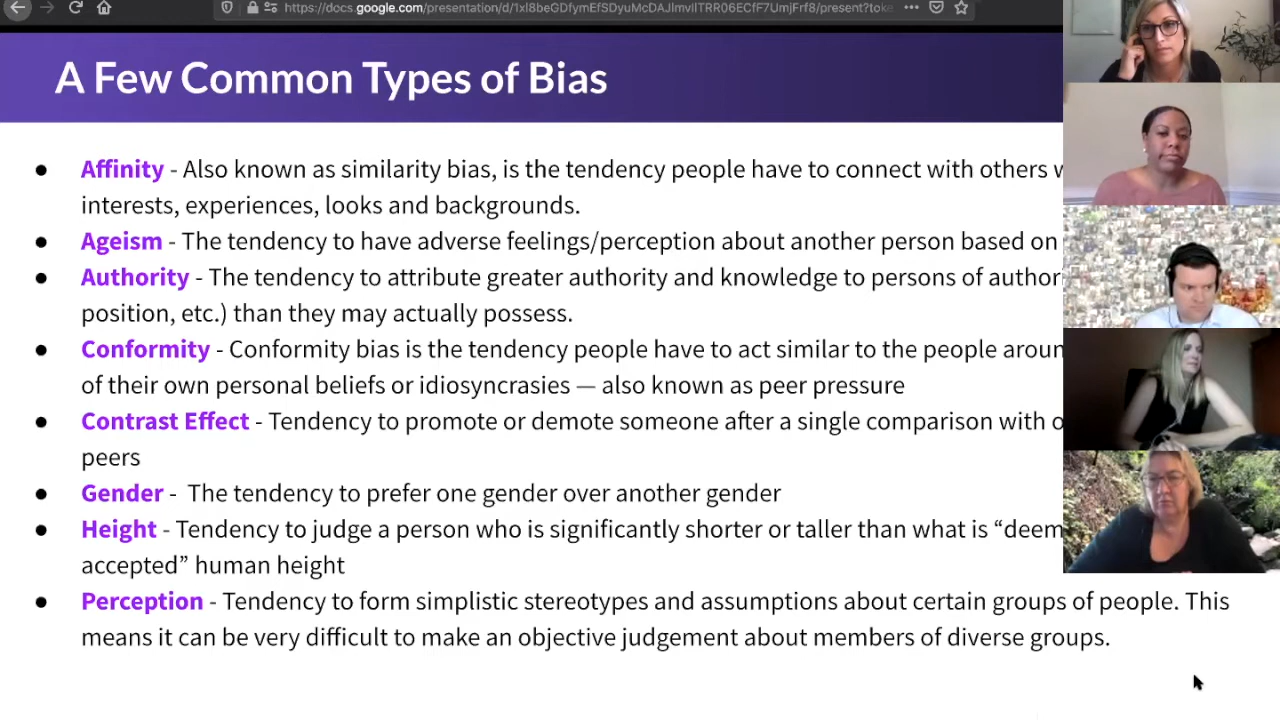 https://docs.google.com/presentation/d/1xl8beGDfymEfSDyuMcDAJlmvIlTRR06ECfF7UmjFrf8/present?toke
A Few Common Types of Bias
● Affinity - Also known as similarity bias, is the tendency people have to connect with others
interests, experiences, looks and backgrounds.
● Ageism - The tendency to have adverse feelings/perception about another person based on
● Authority - The tendency to attribute greater authority and knowledge to persons of
position, etc.) than they may actually possess.
● Conformity - Conformity bias is the tendency people have to act similar to the people
of their own personal beliefs or idiosyncrasies — also known as peer pressure
● Contrast Effect - Tendency to promote or demote someone after a single comparison with
peers
● Gender - The tendency to prefer one gender over another gender
● Height - Tendency to judge a person who is significantly shorter or taller than what is
accepted” human height
● Perception - Tendency to form simplistic stereotypes and assumptions about certain groups of people. This
means it can be very difficult to make an objective judgement about members of diverse groups.